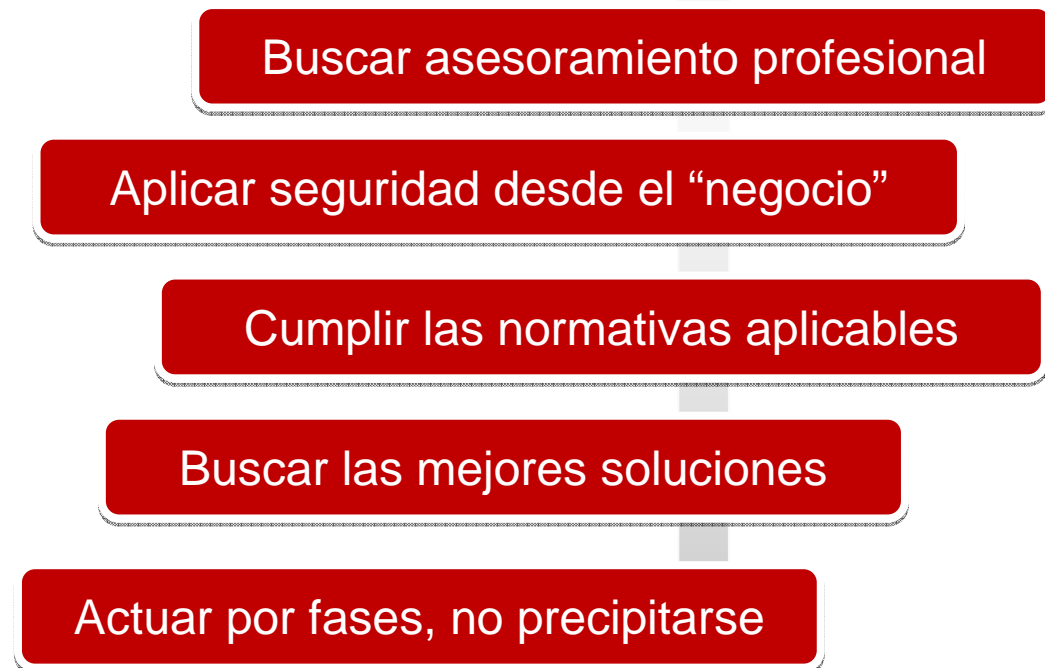 Buscar asesoramiento profesional
Aplicar seguridad desde el “negocio”
Cumplir las normativas aplicables
Buscar las mejores soluciones
Actuar por fases, no precipitarse